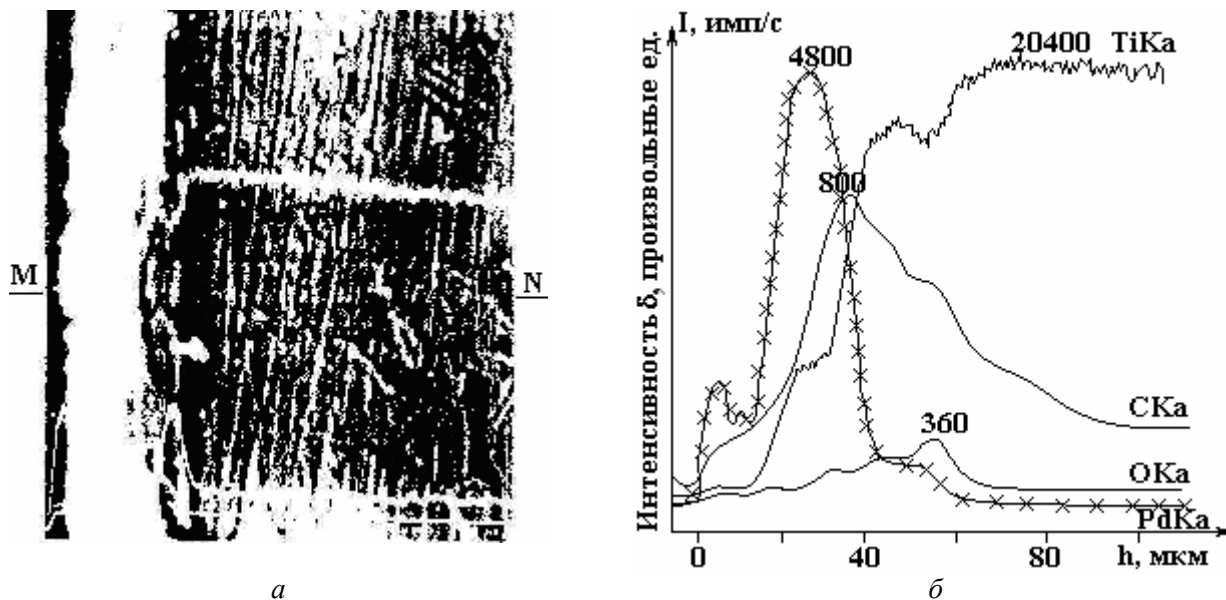 M
N
I, имп/с
Интенсивность δ, произвольные ед.
4800
20400 TiKa
800
CKa
360
OKa
PdKa
0 40 80 h, мкм
а б